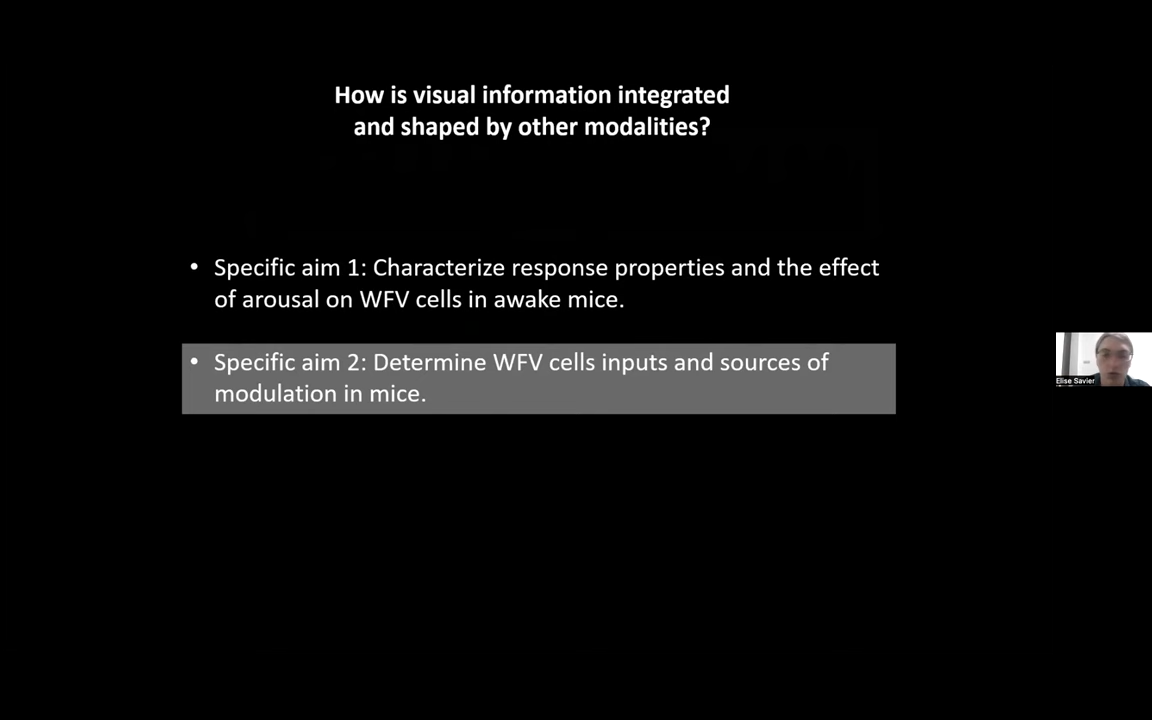 How is visual information integrated
and shaped by other modalities?
• Specific aim 1: Characterize response properties and the effect
of arousal on WFV cells in awake mice.
• Specific aim 2: Determine WFV cells inputs and sources of
modulation in mice.
Elise Savier